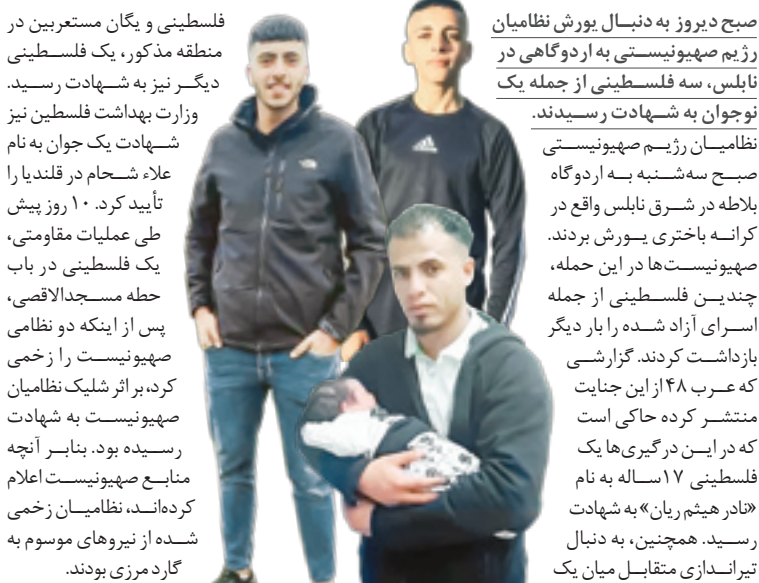 صبح دیروز به دنبال یورش نظامیان
رژیم صهیونیستی به اردوگاهی در
نابلس، سه فلسطینی از جمله یک
نوجوان به شهادت رسیدند.
نظامیان رژیم صهیونیستی
صبح سه‌شنبه به اردوگاه
بلاطه در شرق نابلس واقع در
کرانه باختری یورش بردند.
صهیونیست‌ها در این حمله،
چندین فلسطینی از جمله
اسرای آزاد شده را بار دیگر
بازداشت کردند. گزارشی
که عرب ۴۸ از این جنایت
منتشر کرده حاکی است
که در این درگیری‌ها یک
فلسطینی ۱۷ساله به نام
«نادر هیثم ریان» به شهادت
رسید. همچنین، به دنبال
تیراندازی متقابل میان یک
فلسطینی و یگان مستعربین در
منطقه مذکور، یک فلسطینی
دیگر نیز به شهادت رسید.
وزارت بهداشت فلسطین نیز
شهادت یک جوان به نام
علاء شحام در قلندیا را
تأیید کرد. ۱۰ روز پیش
طی عملیات مقاومتی،
یک فلسطینی در باب
حطه مسجدالاقصی،
پس از اینکه دو نظامی
صهیونیست را زخمی
کرد، بر اثر شلیک نظامیان
صهیونیست به شهادت
رسیده بود. بنابر آنچه
منابع صهیونیست اعلام
کرده‌اند، نظامیان زخمی
شده از نیروهای موسوم به
گارد مرزی بودند.